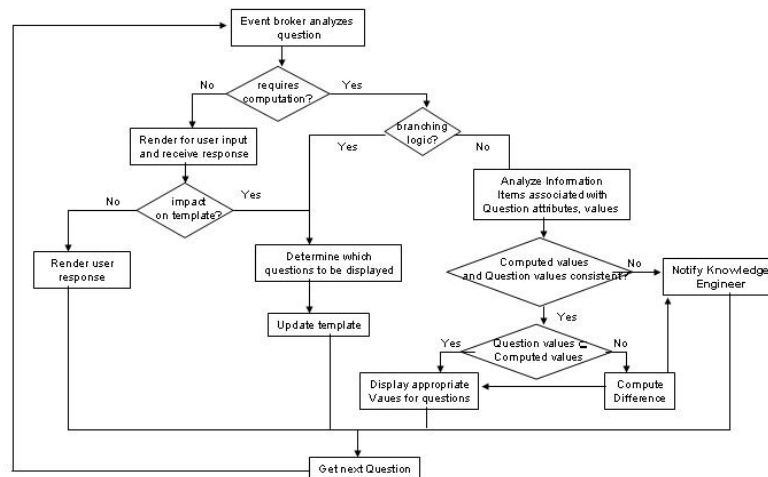 Event broker analyzes
question
No
requires
computation?
Yes
Render for user input
and receive response
Yes
branching
logic?
No
No
impact
on template?
Yes
Analyze Information
Items associated with
Question attributes, values
Render user
response
Determine which
questions to be displayed
Computed values
and Question values consistent?
No
Notify Knowledge
Engineer
Update template
Yes
Yes
Question values ⊆
Computed values
No
Display appropriate
Values for questions
Compute
Difference
Get next Question